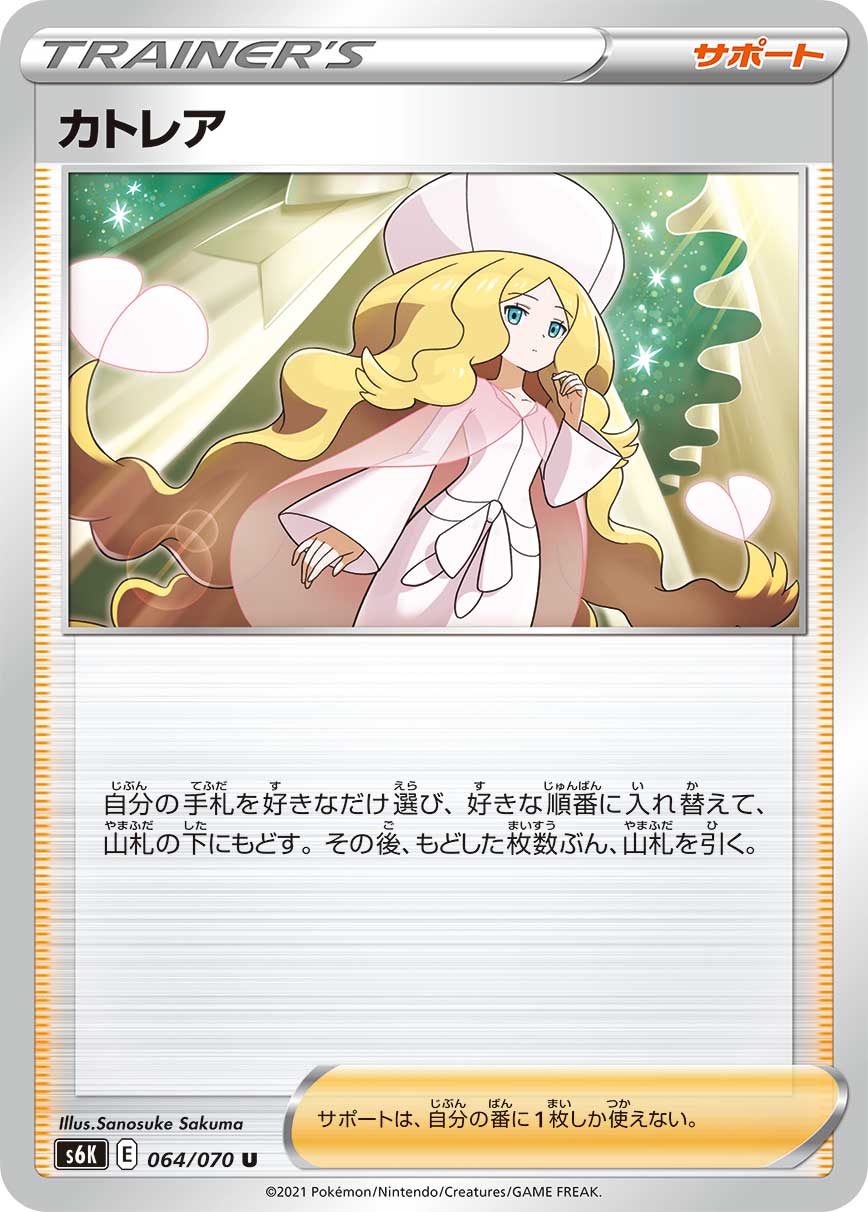 TRAINER'S サポート
カトレア
自分の手札を好きなだけ選び、好きな順番に入れ替えて、
山札の下にもどす。その後、もどした枚数ぶん、山札を引く。
Illus.Sanosuke Sakuma
サポートは、自分の番に1枚しか使えない。
s6K E 064/070 U
©2021 Pokémon/Nintendo/Creatures/GAME FREAK.